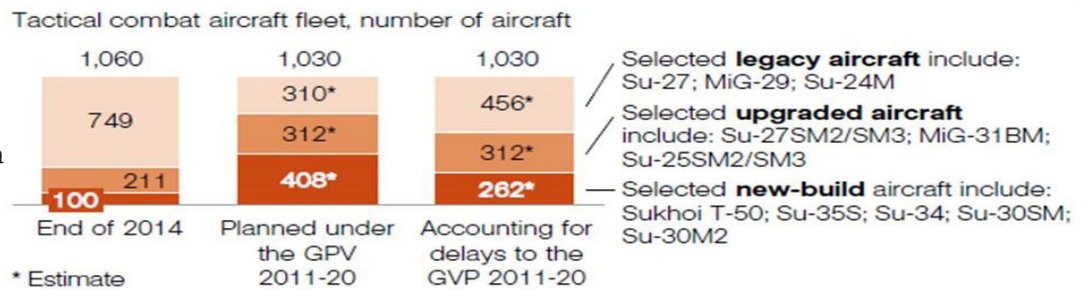 Tactical combat aircraft fleet, number of aircraft
1,060 1,030 1,030
749 310* 456*
211 312* 312*
100 408* 262*
End of 2014
Planned under
the GPV
2011-20
Accounting for
delays to the
GVP 2011-20
Selected legacy aircraft include:
Su-27; MiG-29; Su-24M
Selected upgraded aircraft
include: Su-27SM2/SM3; MiG-31BM;
Su-25SM2/SM3
Selected new-build aircraft include:
Sukhoi T-50; Su-35S; Su-34; Su-30SM;
Su-30M2
* Estimate